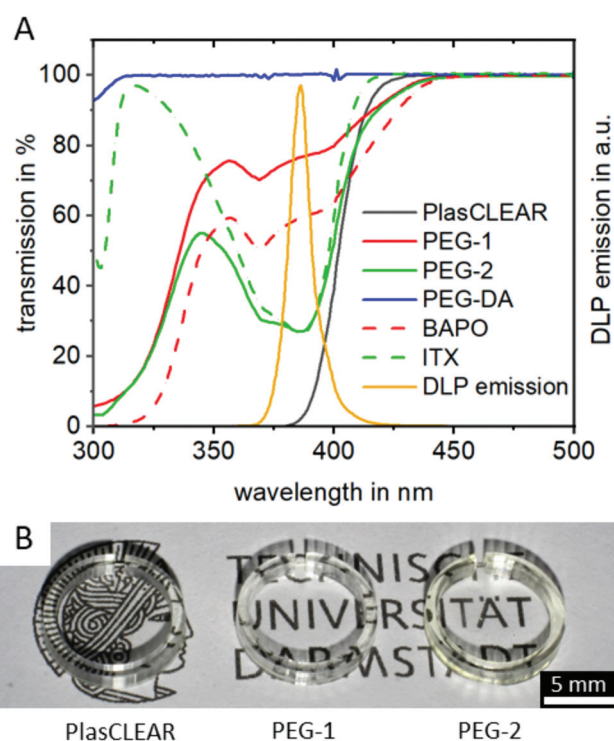 A
transmission in %
DLP emission in a.u.
100
80
60
40
20
0
PlasCLEAR
PEG-1
PEG-2
PEG-DA
BAPO
ITX
DLP emission
300
350
400
450
500
wavelength in nm
B
TECHNISCHE
UNIVERSITÄT
DARMSTADT
5 mm
PlasCLEAR
PEG-1
PEG-2